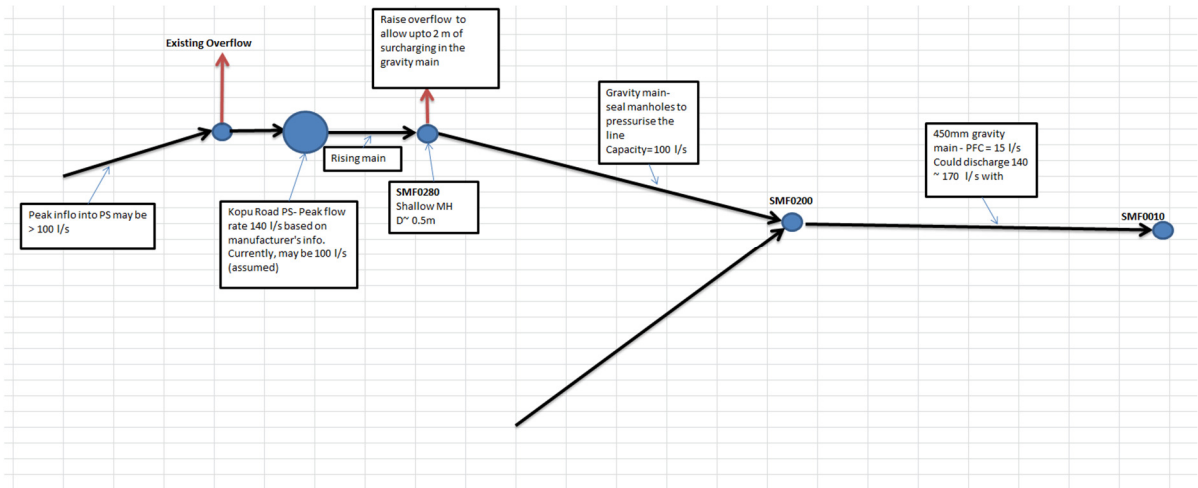 Existing Overflow
Raise overflow to
allow upto 2 m of
surcharging in the
gravity main
Gravity main-
seal manholes to
pressurise the
line
Capacity=100 l/s
450mm gravity
main - PFC = 15 l/s
Could discharge 140
~ 170 l/s with
Rising main
Peak inflo into PS may be
> 100 l/s
Kopu Road PS- Peak flow
rate 140 l/s based on
manufacturer's info.
Currently, may be 100 l/s
(assumed)
SMF0280
Shallow MH
D~ 0.5m
SMF0200
SMF0010